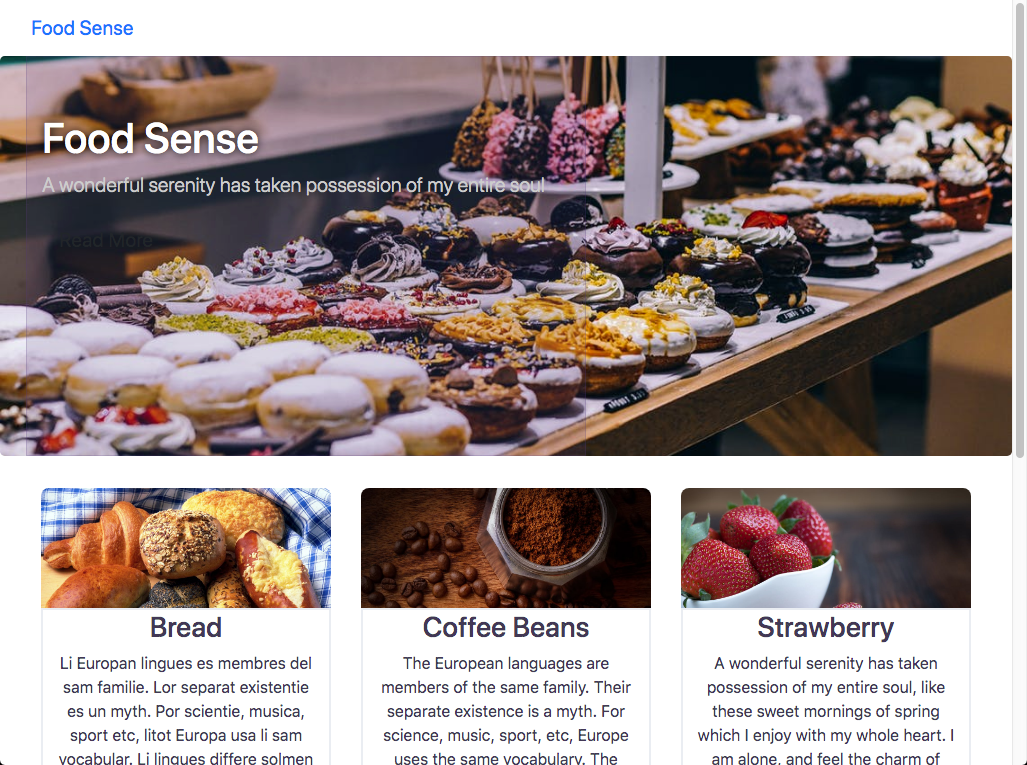 Food Sense
Food Sense
A wonderful serenity has taken possession of my entire soul
Read More
Bread
Li Europan lingues es membres del
sam familie. Lor separat existentie
es un myth. Por scientie, musica,
sport etc, litot Europa usa li sam
vocabular. Li lingues differe solmen
Coffee Beans
The European languages are
members of the same family. Their
separate existence is a myth. For
science, music, sport, etc, Europe
uses the same vocabulary. The
Strawberry
A wonderful serenity has taken
possession of my entire soul, like
these sweet mornings of spring
which I enjoy with my whole heart. I
am alone, and feel the charm of